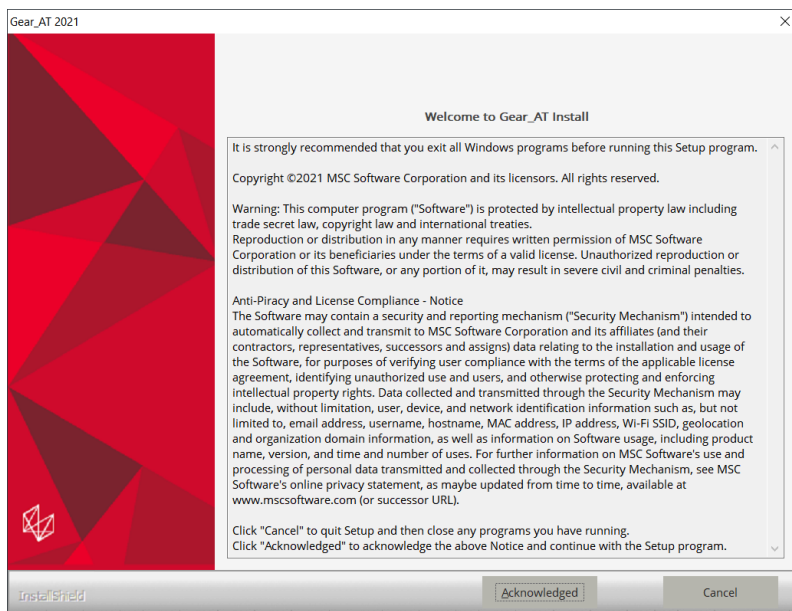 Gear_AT 2021
Welcome to Gear_AT Install
It is strongly recommended that you exit all Windows programs before running this Setup program.
Copyright ©2021 MSC Software Corporation and its licensors. All rights reserved.
Warning: This computer program ("Software") is protected by intellectual property law including
trade secret law, copyright law and international treaties.
Reproduction or distribution in any manner requires written permission of MSC Software
Corporation or its beneficiaries under the terms of a valid license. Unauthorized reproduction or
distribution of this Software, or any portion of it, may result in severe civil and criminal penalties.
Anti-Piracy and License Compliance - Notice
The Software may contain a security and reporting mechanism ("Security Mechanism") intended to
automatically collect and transmit to MSC Software Corporation and its affiliates (and their
contractors, representatives, successors and assigns) data relating to the installation and usage of
the Software, for purposes of verifying user compliance with the terms of the applicable license
agreement, identifying unauthorized use and users, and otherwise protecting and enforcing
intellectual property rights. Data collected and transmitted through the Security Mechanism may
include, without limitation, user, device, and network identification information such as, but not
limited to, email address, username, hostname, MAC address, IP address, Wi-Fi SSID, geolocation
and organization domain information, as well as information on Software usage, including product
name, version, and time and number of uses. For further information on MSC Software's use and
processing of personal data transmitted and collected through the Security Mechanism, see MSC
Software's online privacy statement, as maybe updated from time to time, available at
www.mscsoftware.com (or successor URL).
Click "Cancel" to quit Setup and then close any programs you have running.
Click "Acknowledged" to acknowledge the above Notice and continue with the Setup program.
InstallShield
Acknowledged
Cancel